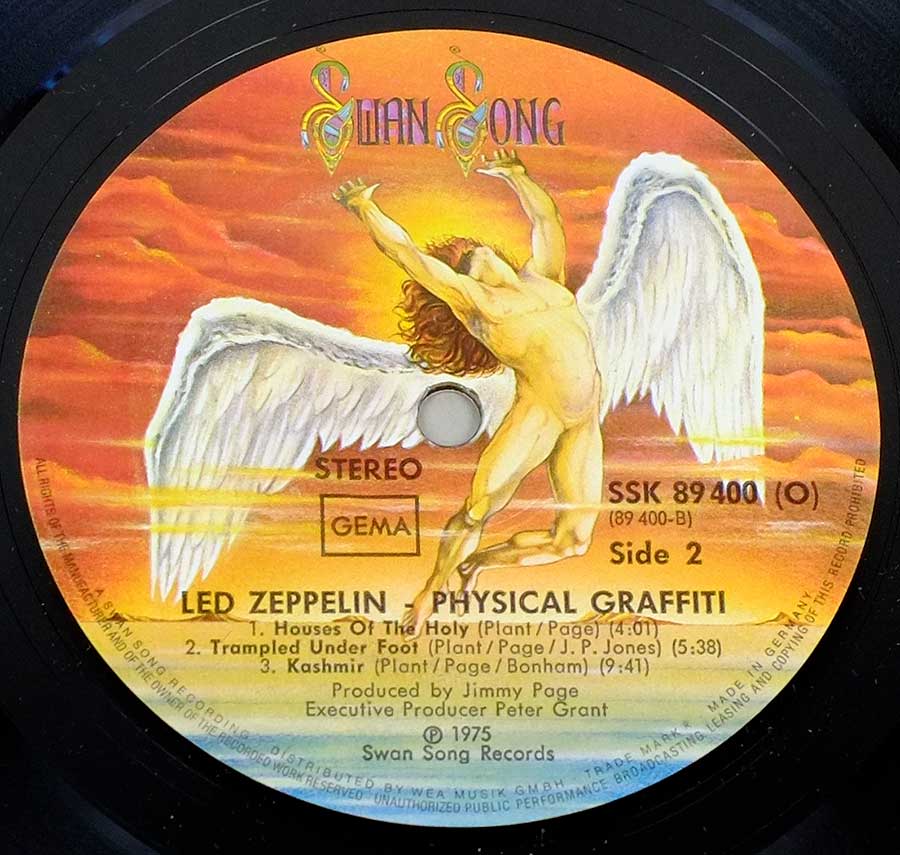 SWAN SONG
STEREO
GEMA
SSK 89 400 (O)
(89 400-B)
Side 2
LED ZEPPELIN - PHYSICAL GRAFFITI
1. Houses Of The Holy (Plant/Page) (4:01)
2. Trampled Under Foot (Plant/Page/J.P. Jones) (5:38)
3. Kashmir (Plant/Page/Bonham) (9:41)
Produced by Jimmy Page
Executive Producer Peter Grant
℗ 1975
Swan Song Records
A SWAN SONG RECORDING · DISTRIBUTED BY WEA MUSIK GMBH · TRADE MARK · MADE IN GERMANY
ALL RIGHTS OF THE MANUFACTURER AND OF THE OWNER OF THE RECORDED WORK RESERVED · UNAUTHORIZED PUBLIC PERFORMANCE BROADCASTING, LEASING AND COPYING OF THIS RECORD PROHIBITED